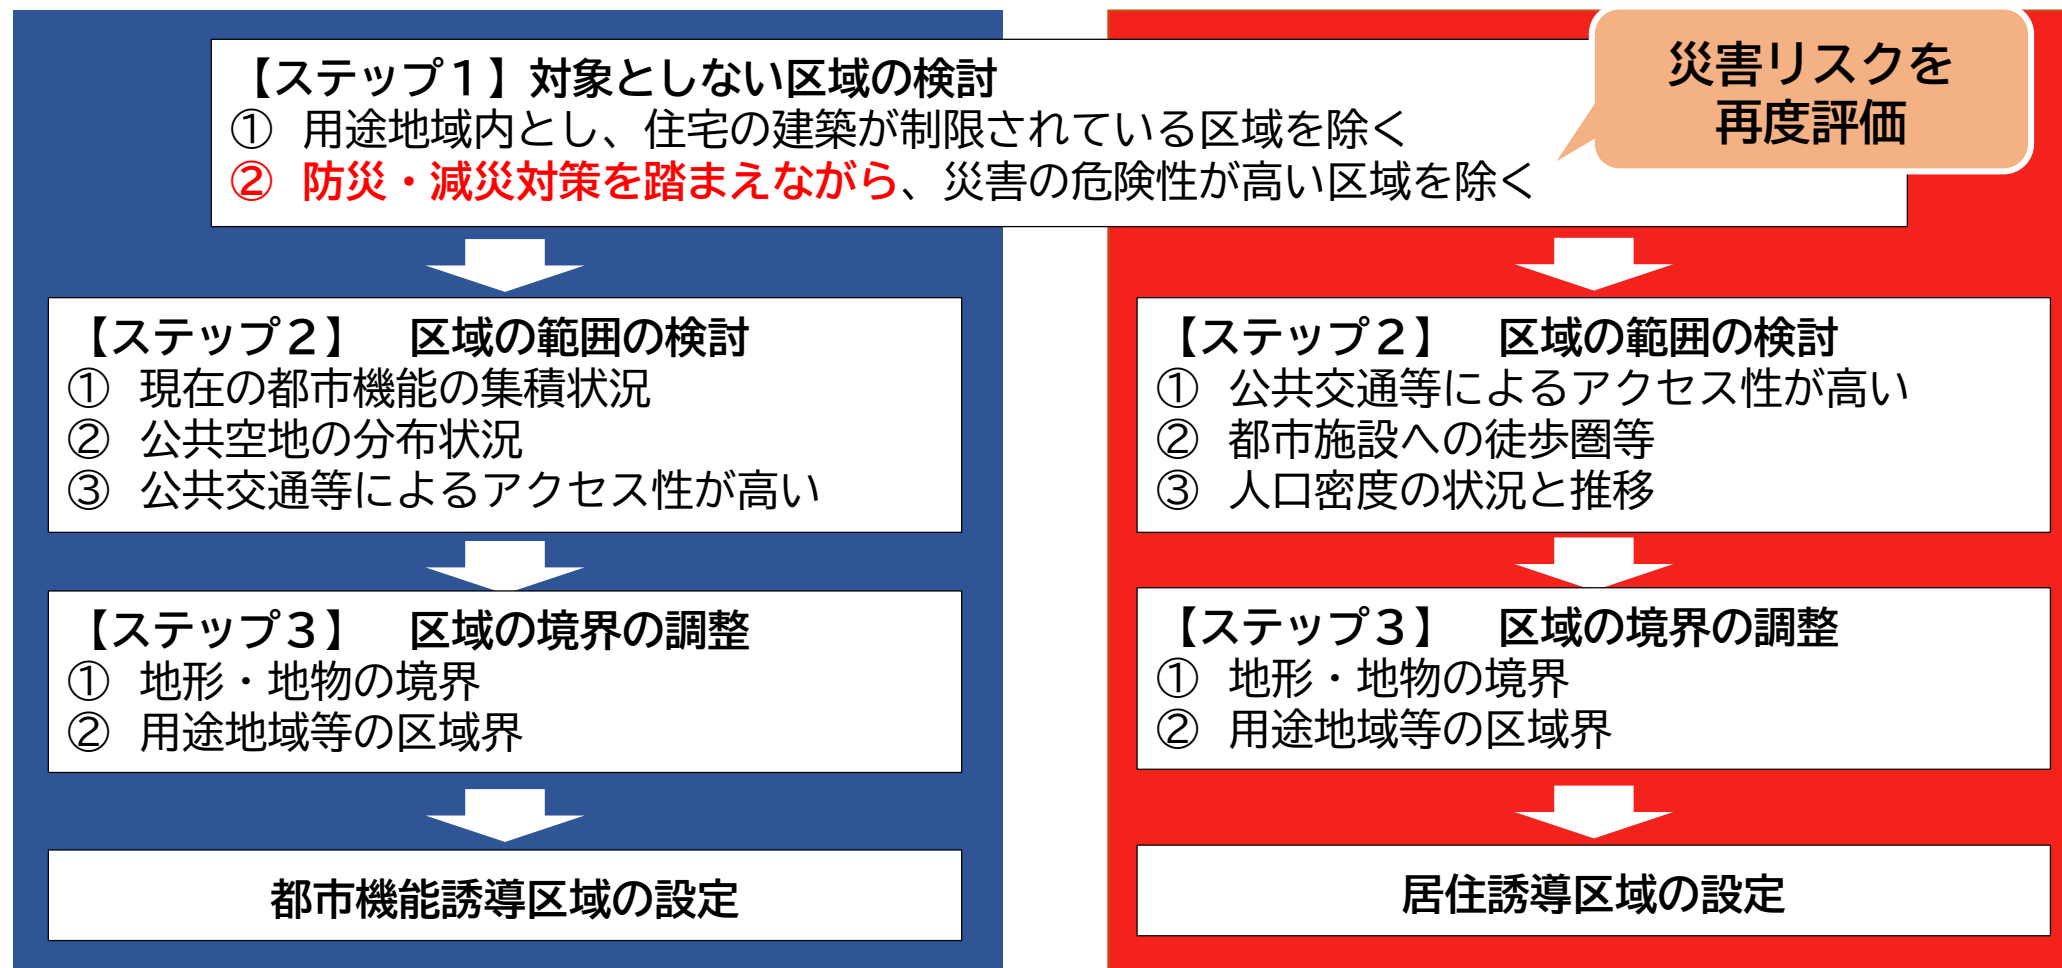 【ステップ１】対象としない区域の検討
① 用途地域内とし、住宅の建築が制限されている区域を除く
② 防災・減災対策を踏まえながら、災害の危険性が高い区域を除く
災害リスクを
再度評価
【ステップ２】　区域の範囲の検討
① 現在の都市機能の集積状況
② 公共空地の分布状況
③ 公共交通等によるアクセス性が高い
【ステップ３】　区域の境界の調整
① 地形・地物の境界
② 用途地域等の区域界
都市機能誘導区域の設定
【ステップ２】　区域の範囲の検討
① 公共交通等によるアクセス性が高い
② 都市施設への徒歩圏等
③ 人口密度の状況と推移
【ステップ３】　区域の境界の調整
① 地形・地物の境界
② 用途地域等の区域界
居住誘導区域の設定